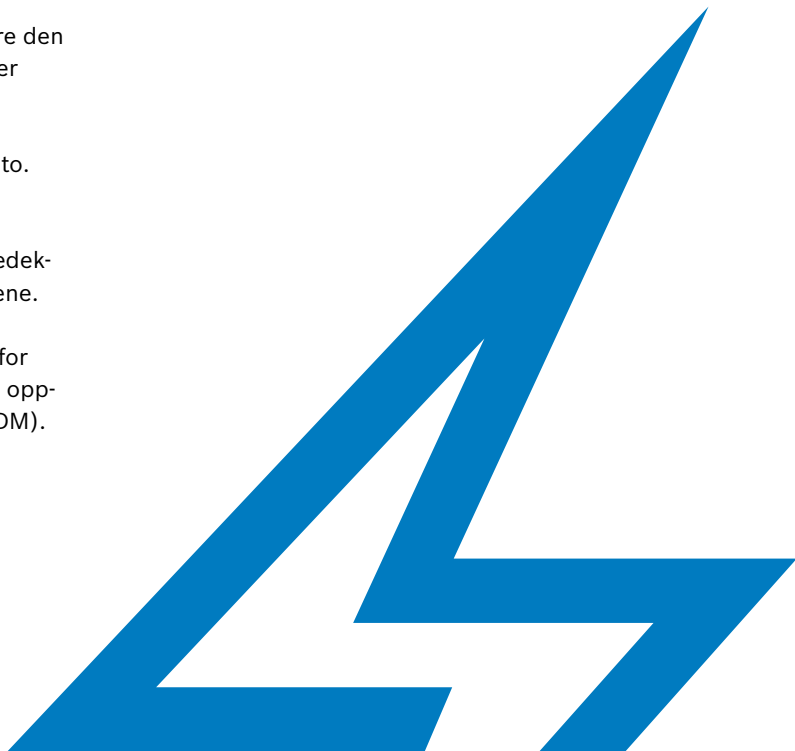 re den
er
to.
edek-
ene.
for
opp-
DM).